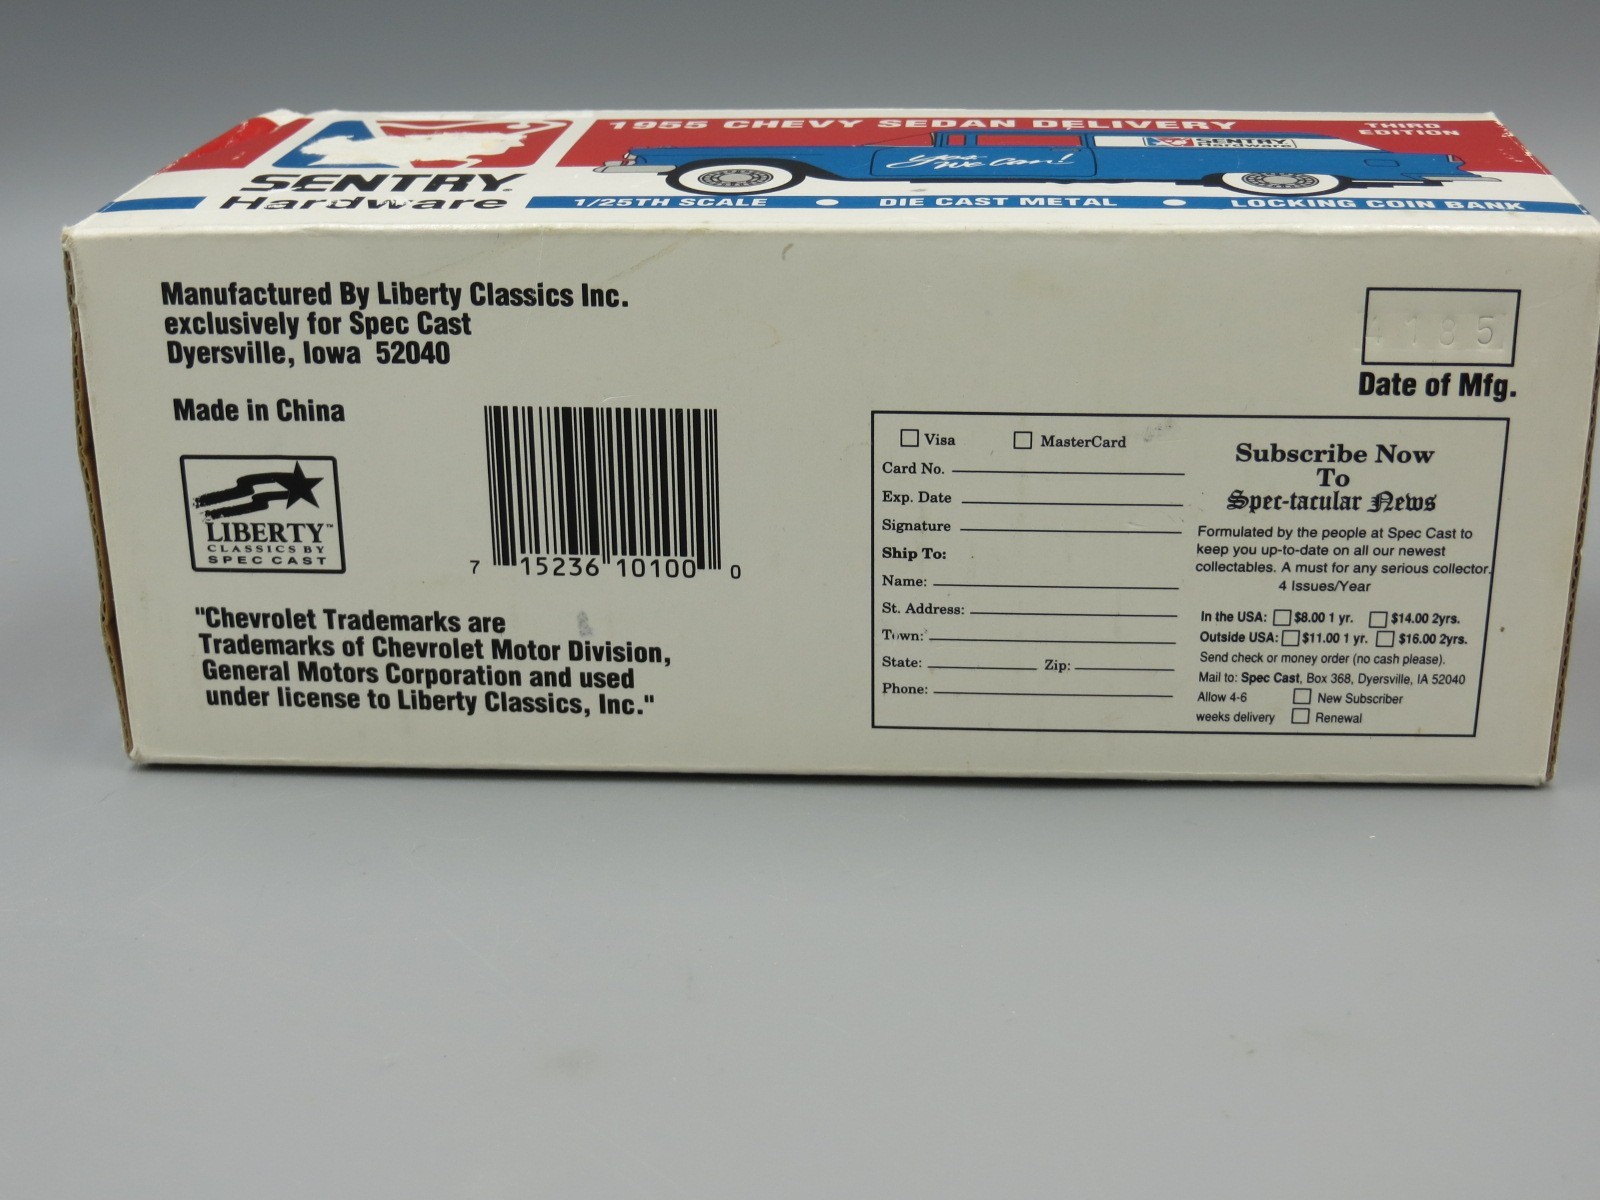 1955 CHEVY SEDAN DELIVERY
THIRD
EDITION
SENTRY
Hardware
yes
we can!
SENTRY
Hardware
1/25TH SCALE ● DIE CAST METAL ● LOCKING COIN BANK
Manufactured By Liberty Classics Inc.
exclusively for Spec Cast
Dyersville, Iowa 52040
Made in China
LIBERTY™
CLASSICS BY
SPEC CAST
7 15236 10100 0
"Chevrolet Trademarks are
Trademarks of Chevrolet Motor Division,
General Motors Corporation and used
under license to Liberty Classics, Inc."
4185
Date of Mfg.
Visa MasterCard
Card No.
Exp. Date
Signature
Ship To:
Name:
St. Address:
Town:
State: Zip:
Phone:
Subscribe Now
To
Spec-tacular News
Formulated by the people at Spec Cast to
keep you up-to-date on all our newest
collectables. A must for any serious collector.
4 Issues/Year
In the USA: $8.00 1 yr. $14.00 2yrs.
Outside USA: $11.00 1 yr. $16.00 2yrs.
Send check or money order (no cash please).
Mail to: Spec Cast, Box 368, Dyersville, IA 52040
Allow 4-6 New Subscriber
weeks delivery Renewal